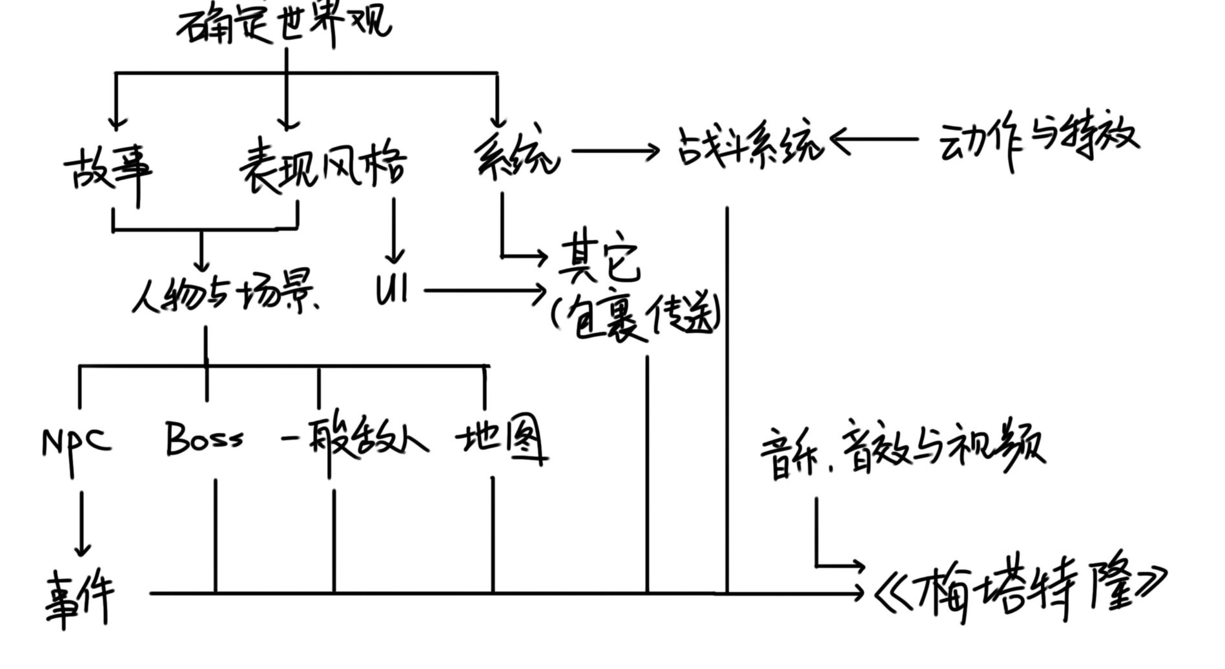 确定世界观
故事
表现风格
系统
战斗系统
动作与特效
人物与场景
UI
其它
(包裹传送)
NPC
Boss
一般敌人
地图
音乐、音效与视频
事件
《梅塔特隆》